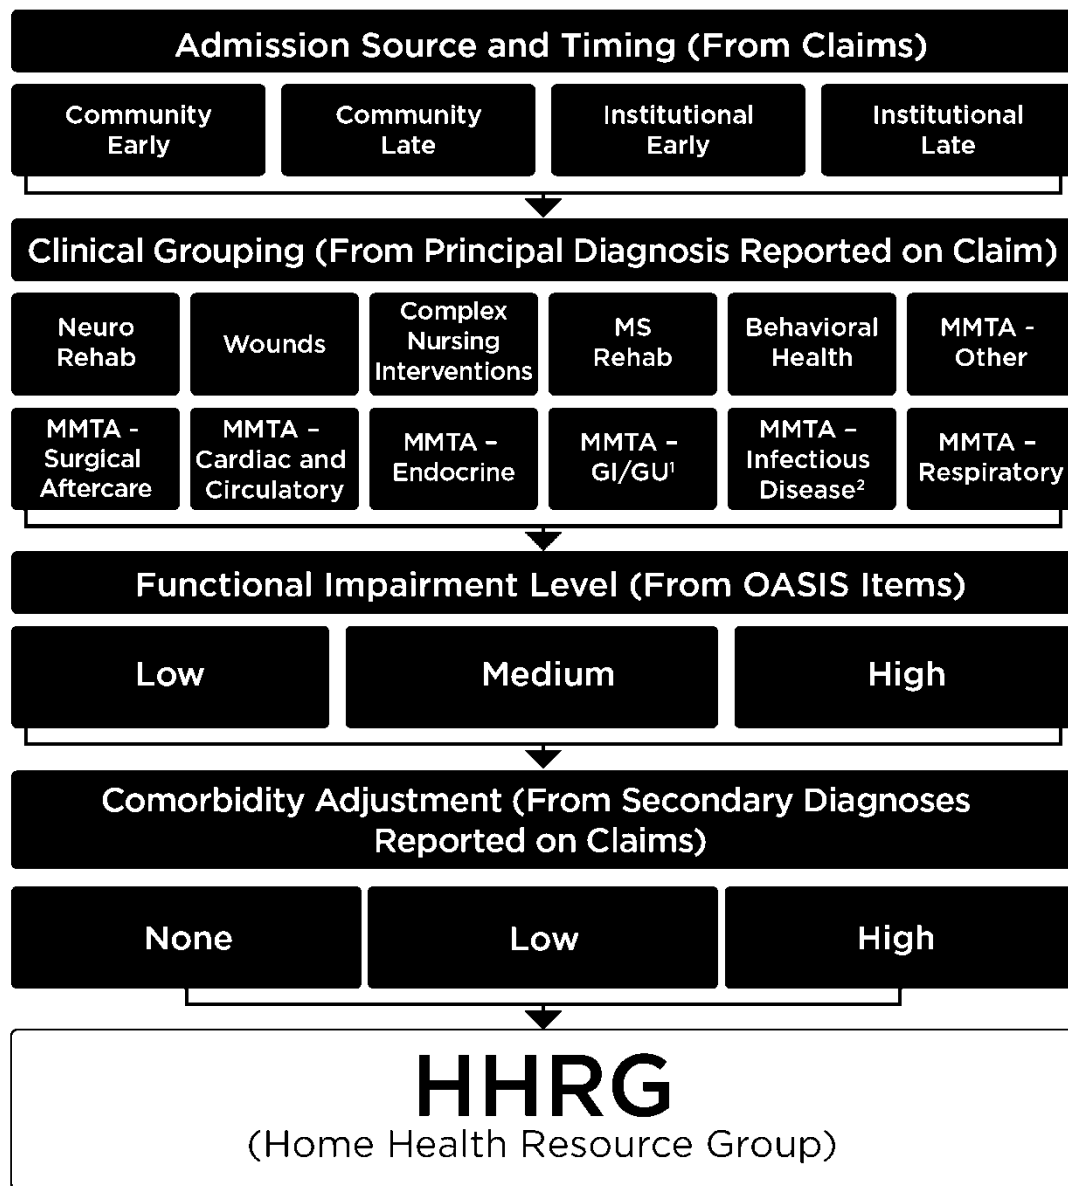 Admission Source and Timing (From Claims)
Community
Early
Community
Late
Institutional
Early
Institutional
Late
Clinical Grouping (From Principal Diagnosis Reported on Claim)
Neuro
Rehab
Wounds
Complex
Nursing
Interventions
MS
Rehab
Behavioral
Health
MMTA -
Other
MMTA -
Surgical
Aftercare
MMTA –
Cardiac and
Circulatory
MMTA –
Endocrine
MMTA –
GI/GU¹
MMTA –
Infectious
Disease²
MMTA –
Respiratory
Functional Impairment Level (From OASIS Items)
Low
Medium
High
Comorbidity Adjustment (From Secondary Diagnoses
Reported on Claims)
None
Low
High
HHRG
(Home Health Resource Group)